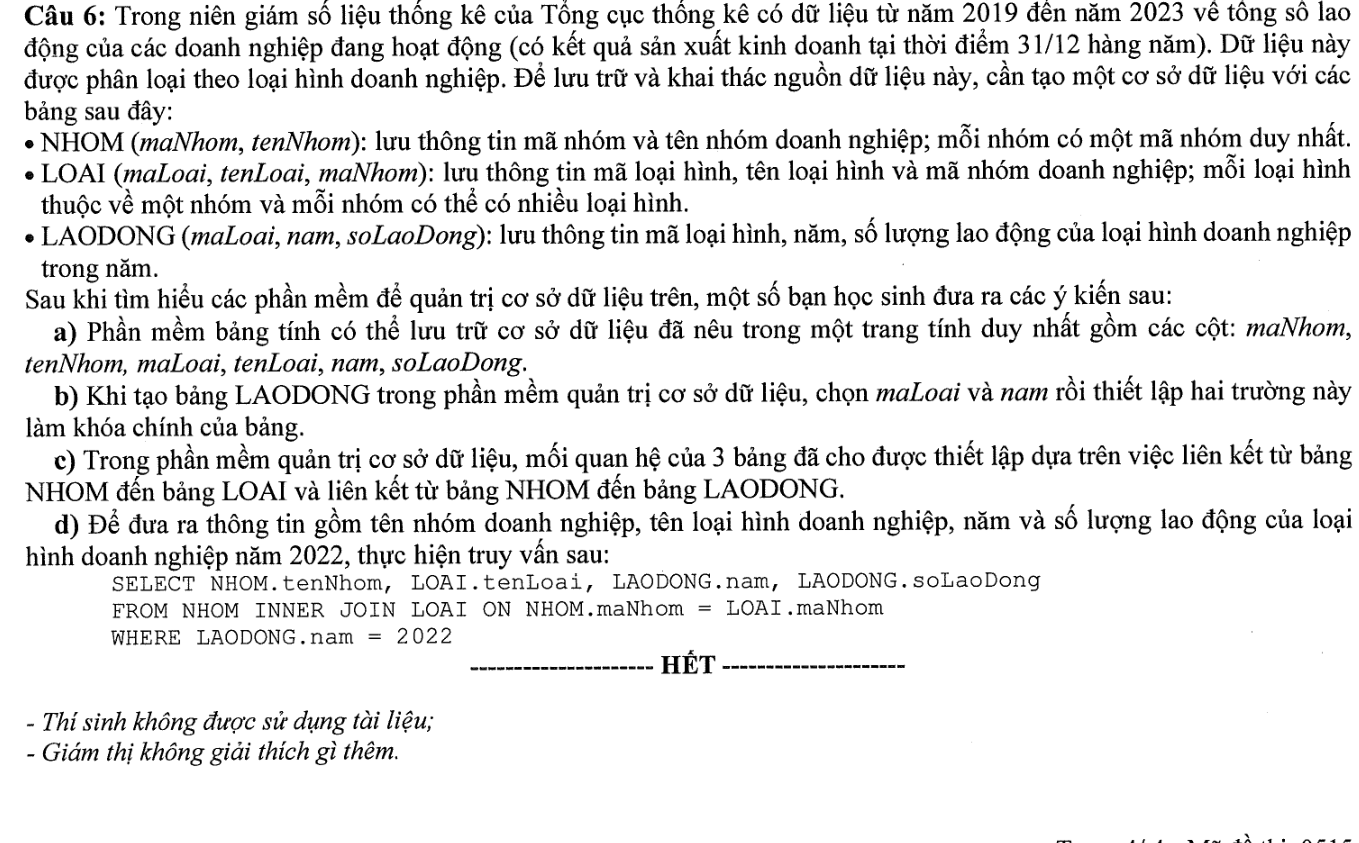 Câu 6: Trong niên giám số liệu thống kê của Tổng cục thống kê có dữ liệu từ năm 2019 đến năm 2023 về tổng số lao
động của các doanh nghiệp đang hoạt động (có kết quả sản xuất kinh doanh tại thời điểm 31/12 hàng năm). Dữ liệu này
được phân loại theo loại hình doanh nghiệp. Để lưu trữ và khai thác nguồn dữ liệu này, cần tạo một cơ sở dữ liệu với các
bảng sau đây:
• NHOM (maNhom, tenNhom): lưu thông tin mã nhóm và tên nhóm doanh nghiệp; mỗi nhóm có một mã nhóm duy nhất.
• LOAI (maLoai, tenLoai, maNhom): lưu thông tin mã loại hình, tên loại hình và mã nhóm doanh nghiệp; mỗi loại hình
thuộc về một nhóm và mỗi nhóm có thể có nhiều loại hình.
• LAODONG (maLoai, nam, soLaoDong): lưu thông tin mã loại hình, năm, số lượng lao động của loại hình doanh nghiệp
trong năm.
Sau khi tìm hiểu các phần mềm để quản trị cơ sở dữ liệu trên, một số bạn học sinh đưa ra các ý kiến sau:
a) Phần mềm bảng tính có thể lưu trữ cơ sở dữ liệu đã nêu trong một trang tính duy nhất gồm các cột: maNhom,
tenNhom, maLoai, tenLoai, nam, soLaoDong.
b) Khi tạo bảng LAODONG trong phần mềm quản trị cơ sở dữ liệu, chọn maLoai và nam rồi thiết lập hai trường này
làm khóa chính của bảng.
c) Trong phần mềm quản trị cơ sở dữ liệu, mối quan hệ của 3 bảng đã cho được thiết lập dựa trên việc liên kết từ bảng
NHOM đến bảng LOAI và liên kết từ bảng NHOM đến bảng LAODONG.
d) Để đưa ra thông tin gồm tên nhóm doanh nghiệp, tên loại hình doanh nghiệp, năm và số lượng lao động của loại
hình doanh nghiệp năm 2022, thực hiện truy vấn sau:
SELECT NHOM.tenNhom, LOAI.tenLoai, LAODONG.nam, LAODONG.soLaoDong
FROM NHOM INNER JOIN LOAI ON NHOM.maNhom = LOAI.maNhom
WHERE LAODONG.nam = 2022
--------------------- HẾT ---------------------
- Thí sinh không được sử dụng tài liệu;
- Giám thị không giải thích gì thêm.